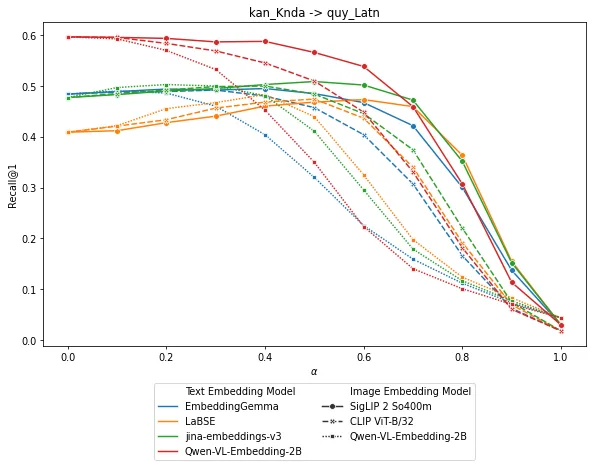 kan_Knda -> quy_Latn
Recall@1
0.6
0.5
0.4
0.3
0.2
0.1
0.0
0.0 0.2 0.4 0.6 0.8 1.0
α
Text Embedding Model
EmbeddingGemma
LaBSE
jina-embeddings-v3
Qwen-VL-Embedding-2B
Image Embedding Model
SigLIP 2 So400m
CLIP ViT-B/32
Qwen-VL-Embedding-2B